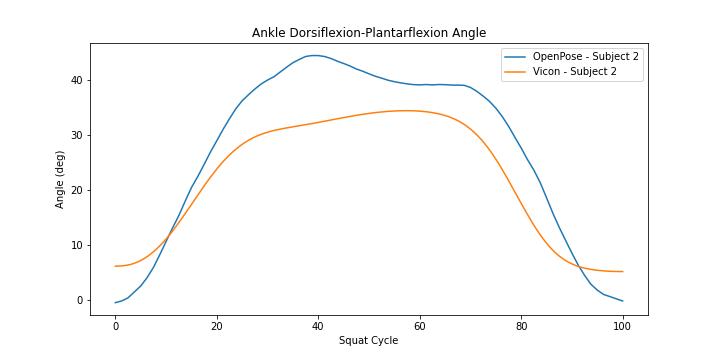 Ankle Dorsiflexion-Plantarflexion Angle
OpenPose - Subject 2
Vicon - Subject 2
Angle (deg)
40
30
20
10
0
0 20 40 60 80 100
Squat Cycle